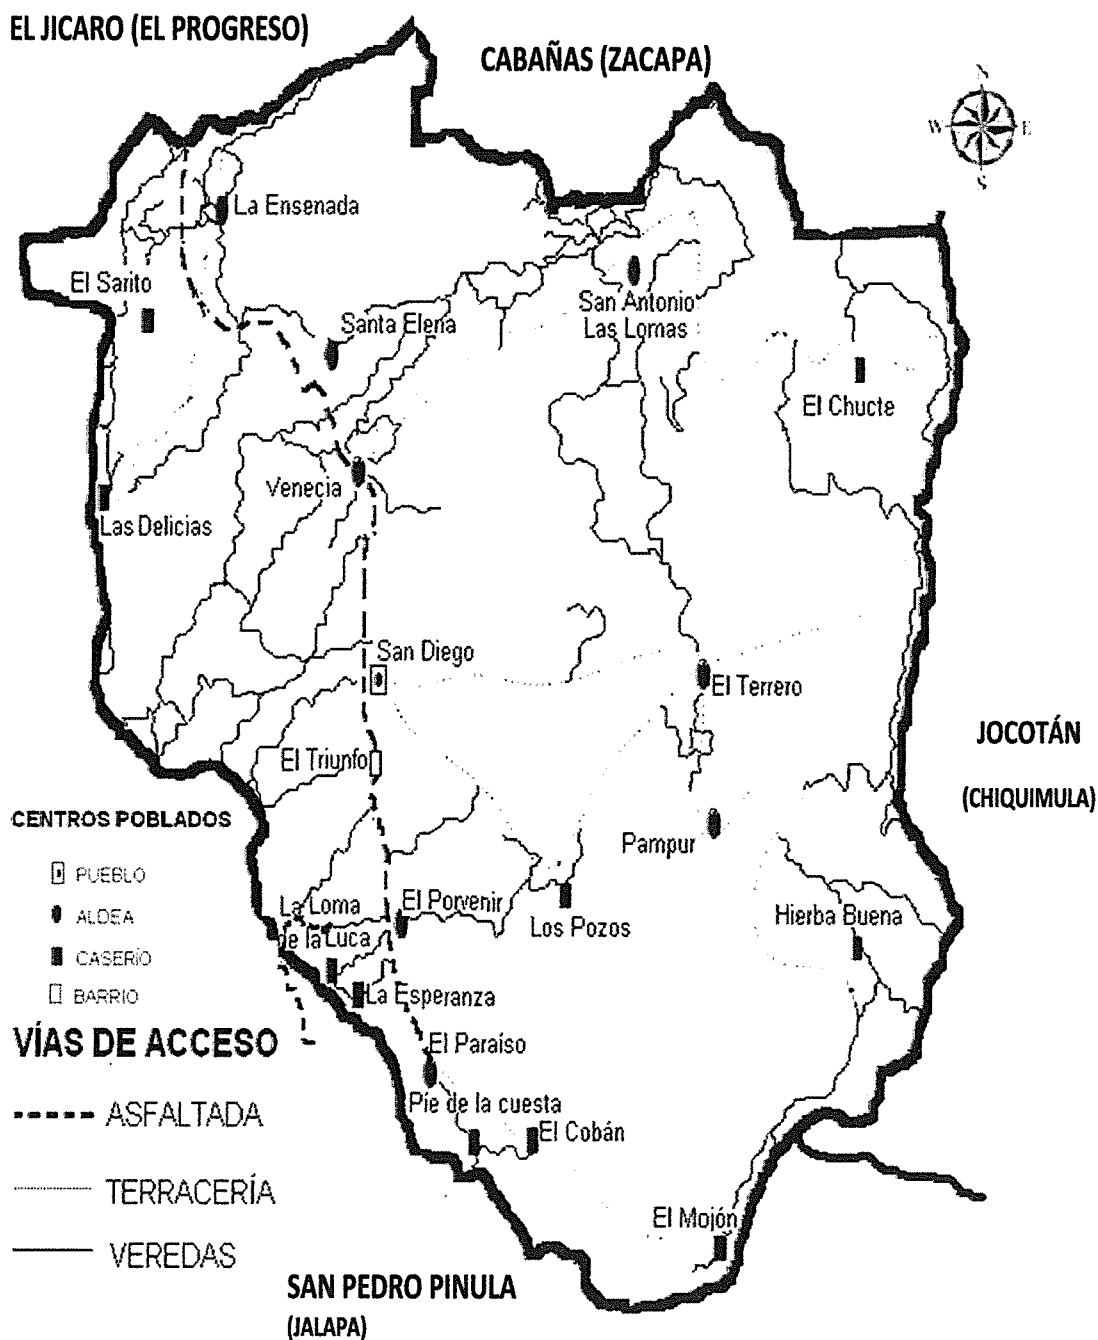 EL JICARO (EL PROGRESO)
CABAÑAS (ZACAPA)
N
W
E
S
La Ensenada
El Sarito
Santa Elena
San Antonio
Las Lomas
El Chucte
Venecia
Las Delicias
San Diego
El Terrero
JOCOTÁN
(CHIQUIMULA)
El Triunfo
CENTROS POBLADOS
PUEBLO
ALDEA
CASERÍO
BARRIO
Pampur
La Loma
de la Luca
El Porvenir
Los Pozos
Hierba Buena
La Esperanza
VÍAS DE ACCESO
ASFALTADA
TERRACERÍA
VEREDAS
El Paraiso
Pie de la cuesta
El Cobán
El Mojón
SAN PEDRO PINULA
(JALAPA)